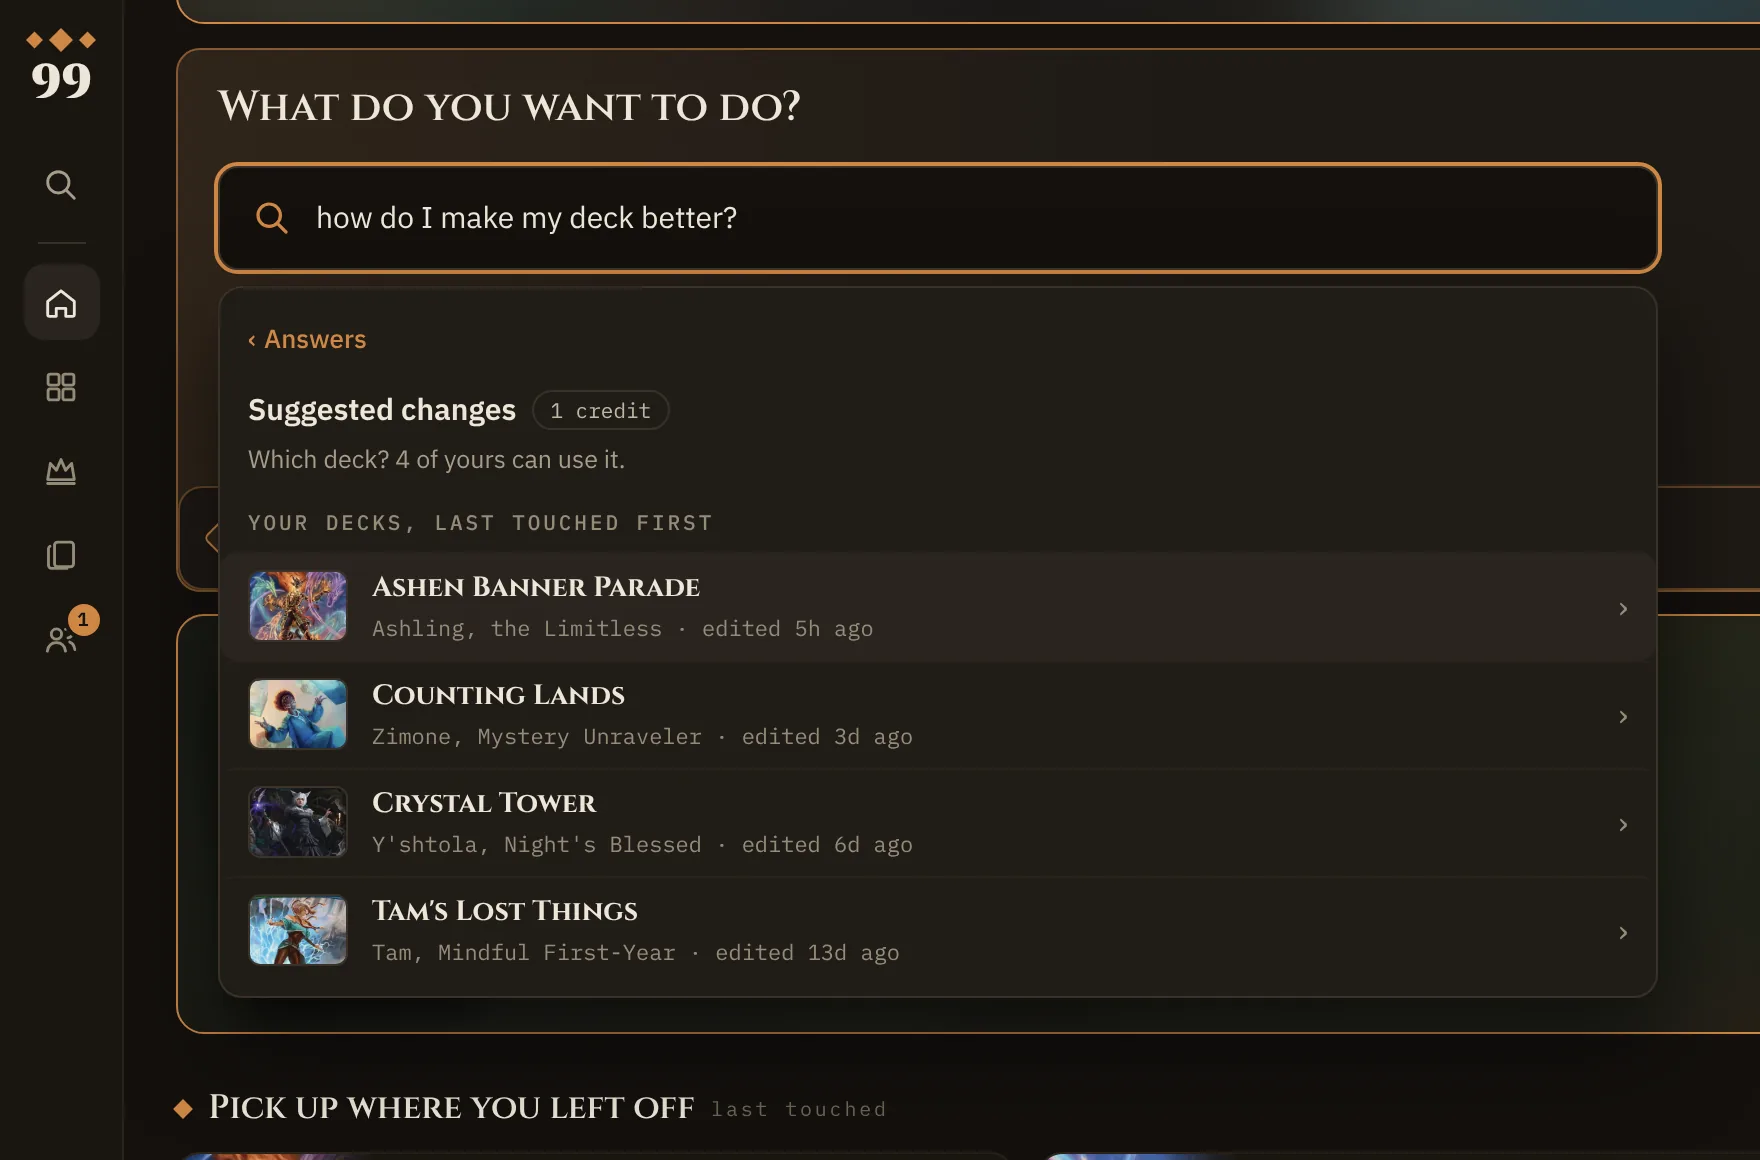 99
What do you want to do?
how do I make my deck better?
‹ Answers
Suggested changes 1 credit
Which deck? 4 of yours can use it.
YOUR DECKS, LAST TOUCHED FIRST
Ashen Banner Parade
Ashling, the Limitless · edited 5h ago
Counting Lands
Zimone, Mystery Unraveler · edited 3d ago
Crystal Tower
Y'shtola, Night's Blessed · edited 6d ago
Tam's Lost Things
Tam, Mindful First-Year · edited 13d ago
1
Pick up where you left off last touched